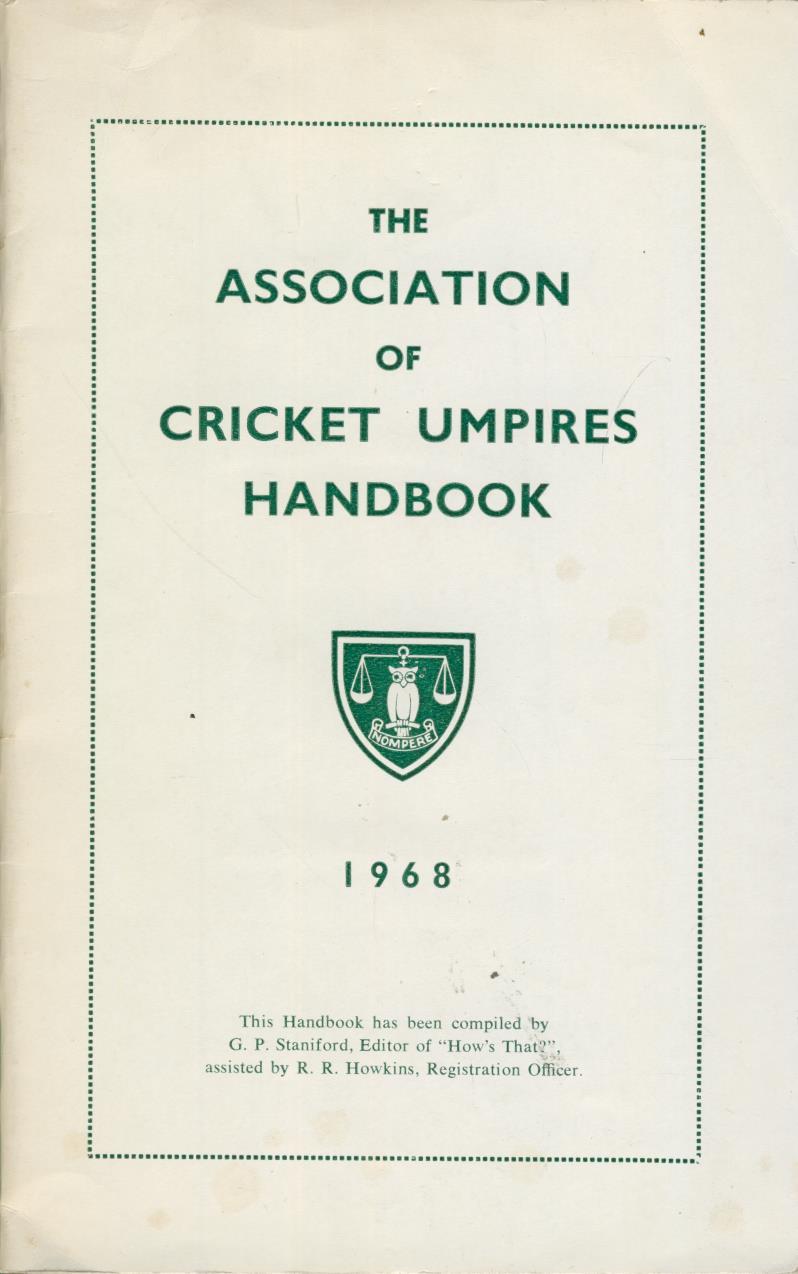 THE
ASSOCIATION
OF
CRICKET UMPIRES
HANDBOOK
NOMPERE
1968
This Handbook has been compiled by
G. P. Staniford, Editor of "How's That?",
assisted by R. R. Howkins, Registration Officer.